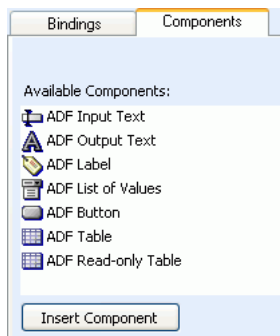 Bindings Components
Available Components:
ADF Input Text
ADF Output Text
ADF Label
ADF List of Values
ADF Button
ADF Table
ADF Read-only Table
Insert Component